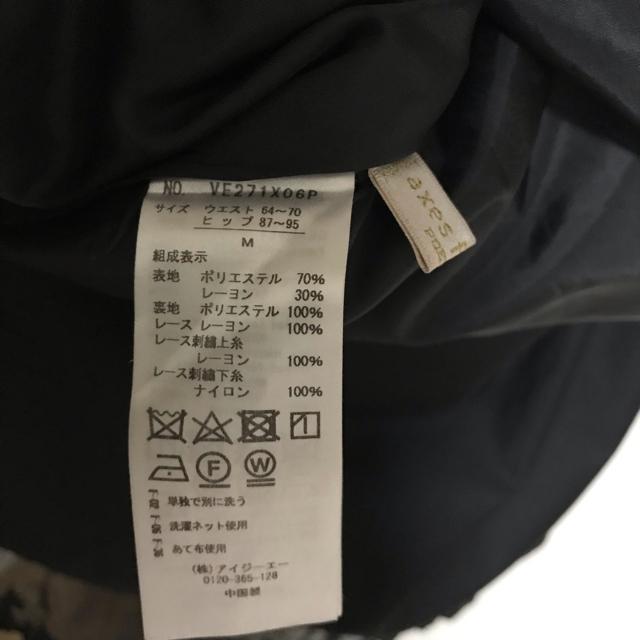 NO. VE271X06P
サイズ ウエスト 64～70
ヒップ 87～95
M
組成表示
表地 ポリエステル 70%
レーヨン 30%
裏地 ポリエステル 100%
レース レーヨン 100%
レース刺繍上糸
レーヨン 100%
レース刺繍下糸
ナイロン 100%
F
W
単独で別に洗う
洗濯ネット使用
あて布使用
(株)アイジーエー
0120-365-128
中国製
axes